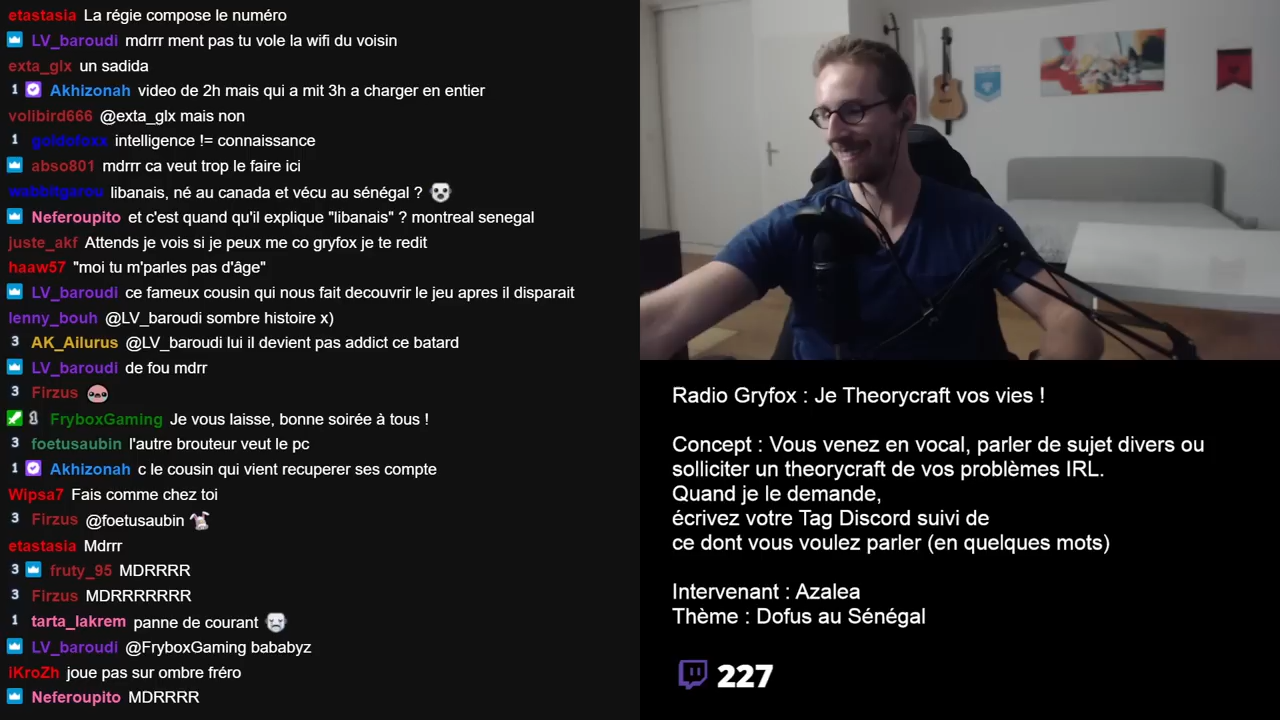 etastasia La régie compose le numéro
LV_baroudi mdrrr ment pas tu vole la wifi du voisin
exta_glx un sadida
1 Akhizonah video de 2h mais qui a mit 3h a charger en entier
volibird666 @exta_glx mais non
1 goldofoxx intelligence != connaissance
abso801 mdrrr ca veut trop le faire ici
wabbitgarou libanais, né au canada et vécu au sénégal ?
Neferoupito et c'est quand qu'il explique "libanais" ? montreal senegal
juste_akf Attends je vois si je peux me co gryfox je te redit
haaw57 "moi tu m'parles pas d'âge"
LV_baroudi ce fameux cousin qui nous fait decouvrir le jeu apres il disparait
lenny_bouh @LV_baroudi sombre histoire x)
3 AK_Ailurus @LV_baroudi lui il devient pas addict ce batard
LV_baroudi de fou mdrr
3 Firzus
1 FryboxGaming Je vous laisse, bonne soirée à tous !
3 foetusaubin l'autre brouteur veut le pc
1 Akhizonah c le cousin qui vient recuperer ses compte
Wipsa7 Fais comme chez toi
3 Firzus @foetusaubin
etastasia Mdrrr
3 fruty_95 MDRRRR
3 Firzus MDRRRRRRR
1 tarta_lakrem panne de courant
LV_baroudi @FryboxGaming bababyz
iKroZh joue pas sur ombre fréro
Neferoupito MDRRRR
Radio Gryfox : Je Theorycraft vos vies !
Concept : Vous venez en vocal, parler de sujet divers ou
solliciter un theorycraft de vos problèmes IRL.
Quand je le demande,
écrivez votre Tag Discord suivi de
ce dont vous voulez parler (en quelques mots)
Intervenant : Azalea
Thème : Dofus au Sénégal
227